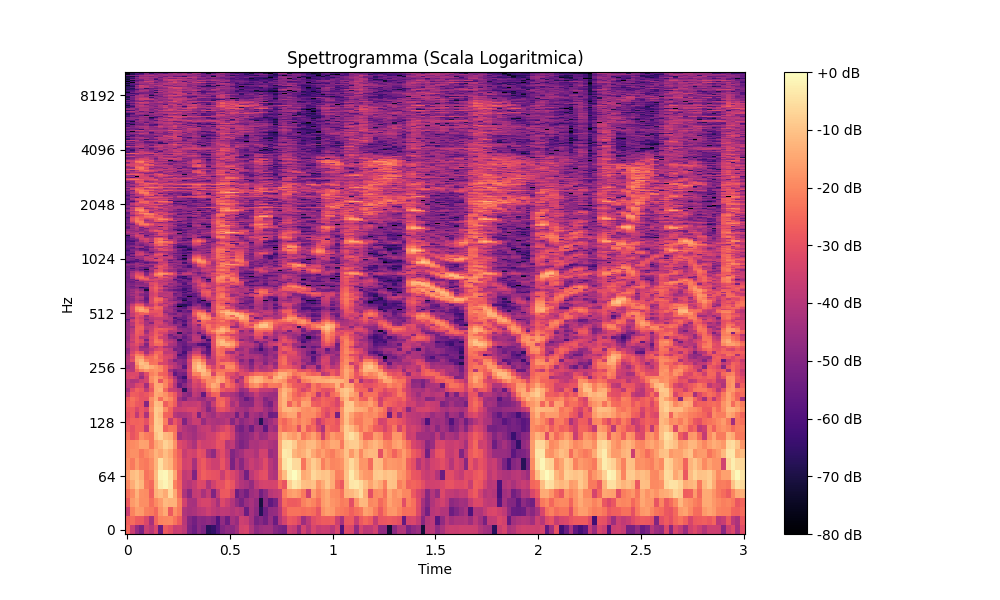 Spettrogramma (Scala Logaritmica)
Hz
8192
4096
2048
1024
512
256
128
64
0
0 0.5 1 1.5 2 2.5 3
Time
+0 dB
-10 dB
-20 dB
-30 dB
-40 dB
-50 dB
-60 dB
-70 dB
-80 dB